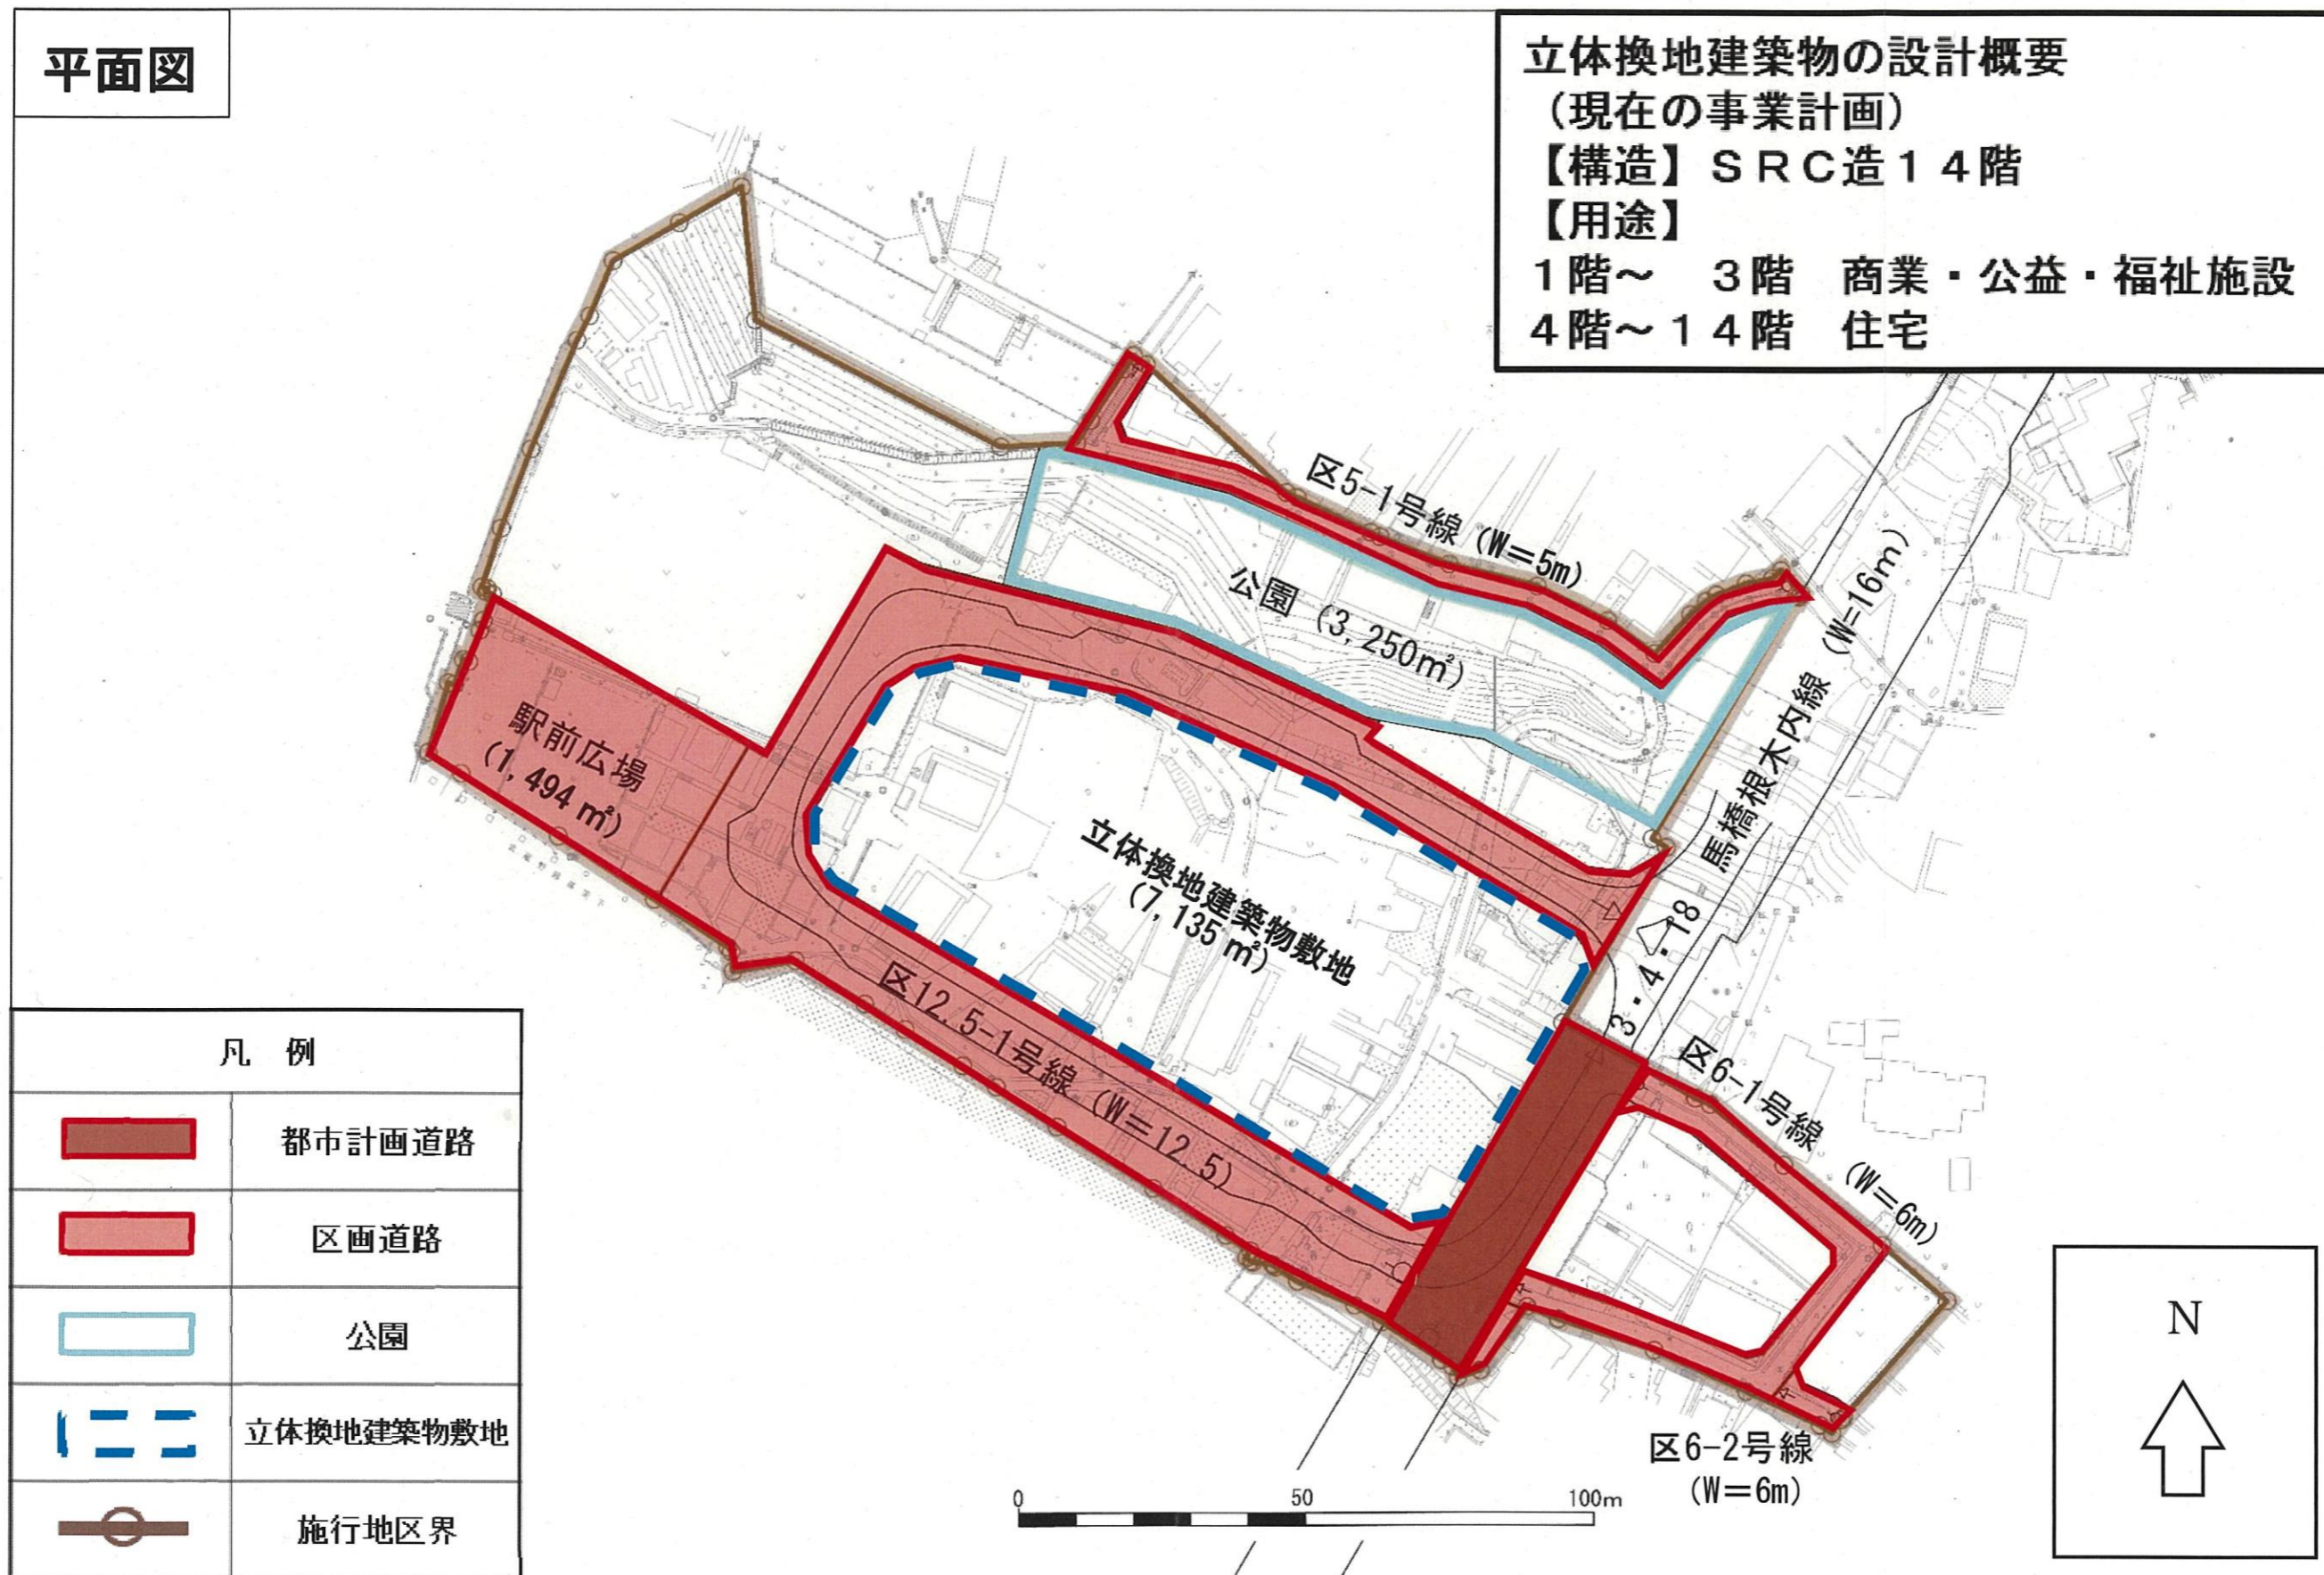 平面図
立体換地建築物の設計概要
（現在の事業計画）
【構造】ＳＲＣ造１４階
【用途】
１階～　３階　商業・公益・福祉施設
４階～１４階　住宅
区5-1号線（W＝5m）
公園（3,250㎡）
馬橋根木内線（W=16m）
3・4・18
駅前広場
（1,494㎡）
立体換地建築物敷地
（7,135㎡）
区12.5-1号線（W＝12.5）
区6-1号線　（W＝6m）
区6-2号線
（W＝6m）
凡　例
都市計画道路
区画道路
公園
立体換地建築物敷地
施行地区界
0　50　100m
N